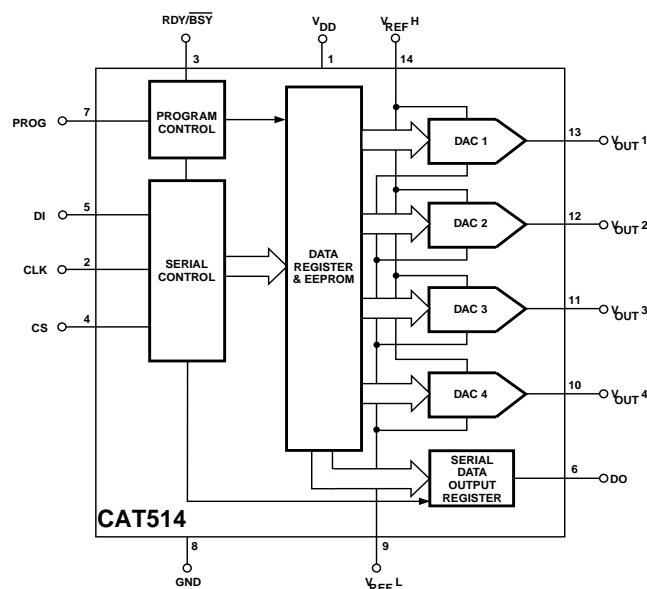 RDY/BSY
VDD
VREFH
3
1
14
PROG
7
PROGRAM
CONTROL
DAC 1
13
VOUT 1
DI
5
DAC 2
12
VOUT 2
CLK
2
SERIAL
CONTROL
DATA
REGISTER
& EEPROM
CS
4
DAC 3
11
VOUT 3
DAC 4
10
VOUT 4
SERIAL
DATA
OUTPUT
REGISTER
6
DO
CAT514
8
9
GND
VREFL